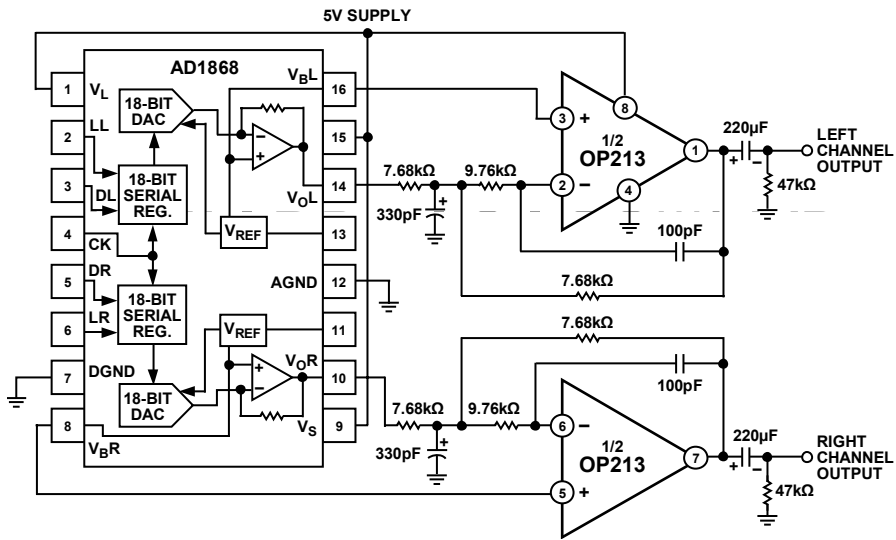 5V SUPPLY
AD1868
1
VL
2
LL
3
DL
4
CK
5
DR
6
LR
7
DGND
8
VBR
18-BIT
DAC
18-BIT
SERIAL
REG.
VREF
18-BIT
SERIAL
REG.
VREF
18-BIT
DAC
VBL
16
15
VOL
14
13
AGND
12
11
VOR
10
VS
9
−
+
+
−
7.68kΩ
9.76kΩ
330pF
+
3
+
2
−
1/2
OP213
8
4
1
100pF
7.68kΩ
220µF
+
−
47kΩ
LEFT
CHANNEL
OUTPUT
7.68kΩ
100pF
7.68kΩ
9.76kΩ
330pF
+
6
−
5
+
1/2
OP213
7
220µF
+
−
47kΩ
RIGHT
CHANNEL
OUTPUT